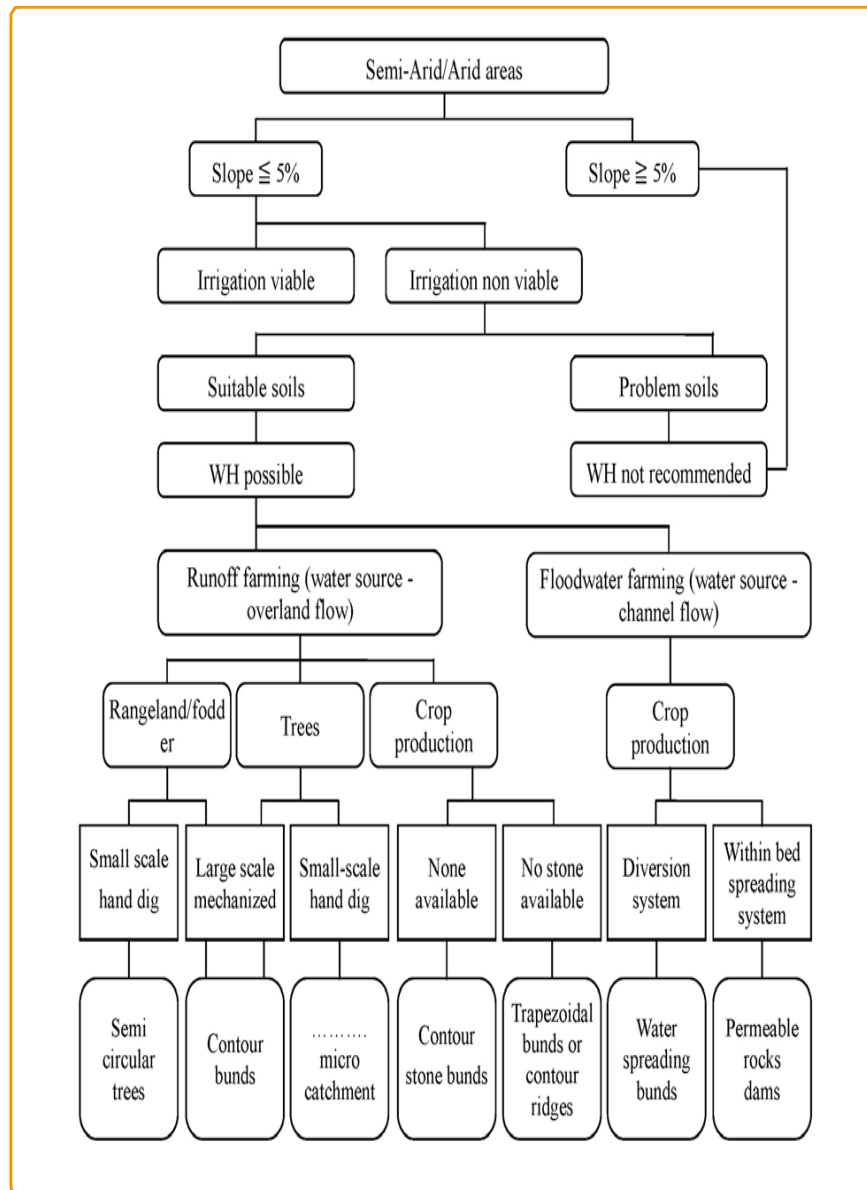 Semi-Arid/Arid areas
Slope ≦ 5%
Slope ≧ 5%
Irrigation viable
Irrigation non viable
Suitable soils
Problem soils
WH possible
WH not recommended
Runoff farming (water source -
overland flow)
Floodwater farming (water source -
channel flow)
Rangeland/fodd
er
Trees
Crop
production
Crop
production
Small scale
hand dig
Large scale
mechanized
Small-scale
hand dig
None
available
No stone
available
Diversion
system
Within bed
spreading
system
Semi
circular
trees
Contour
bunds
……….
micro
catchment
Contour
stone bunds
Trapezoidal
bunds or
contour
ridges
Water
spreading
bunds
Permeable
rocks
dams